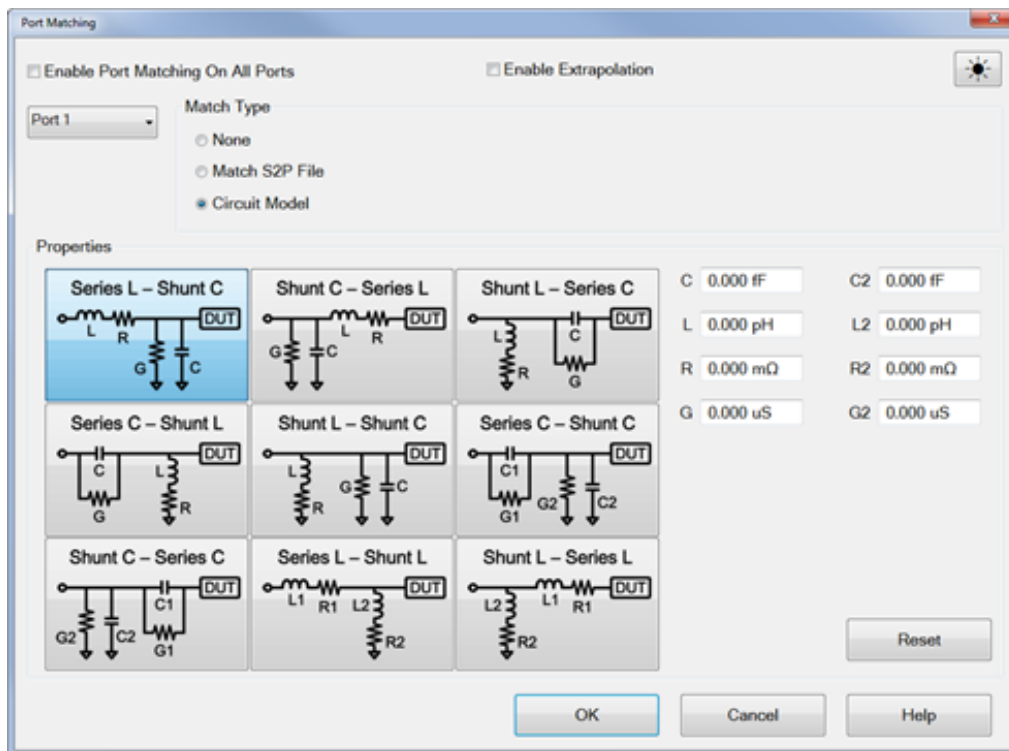 Port Matching
Enable Port Matching On All Ports
Enable Extrapolation
Port 1
Match Type
None
Match S2P File
Circuit Model
Properties
Series L – Shunt C
DUT
L
R
G
C
Shunt C – Series L
DUT
G
C
L
R
Shunt L – Series C
DUT
L
C
R
G
Series C – Shunt L
DUT
C
L
G
R
Shunt L – Shunt C
DUT
L
G
C
R
Series C – Shunt C
DUT
C1
G2
C2
G1
Shunt C – Series C
DUT
C1
G2
C2
G1
Series L – Shunt L
DUT
L1
R1
L2
R2
Shunt L – Series L
DUT
L2
L1
R1
R2
C 0.000 fF
C2 0.000 fF
L 0.000 pH
L2 0.000 pH
R 0.000 mΩ
R2 0.000 mΩ
G 0.000 uS
G2 0.000 uS
Reset
OK
Cancel
Help